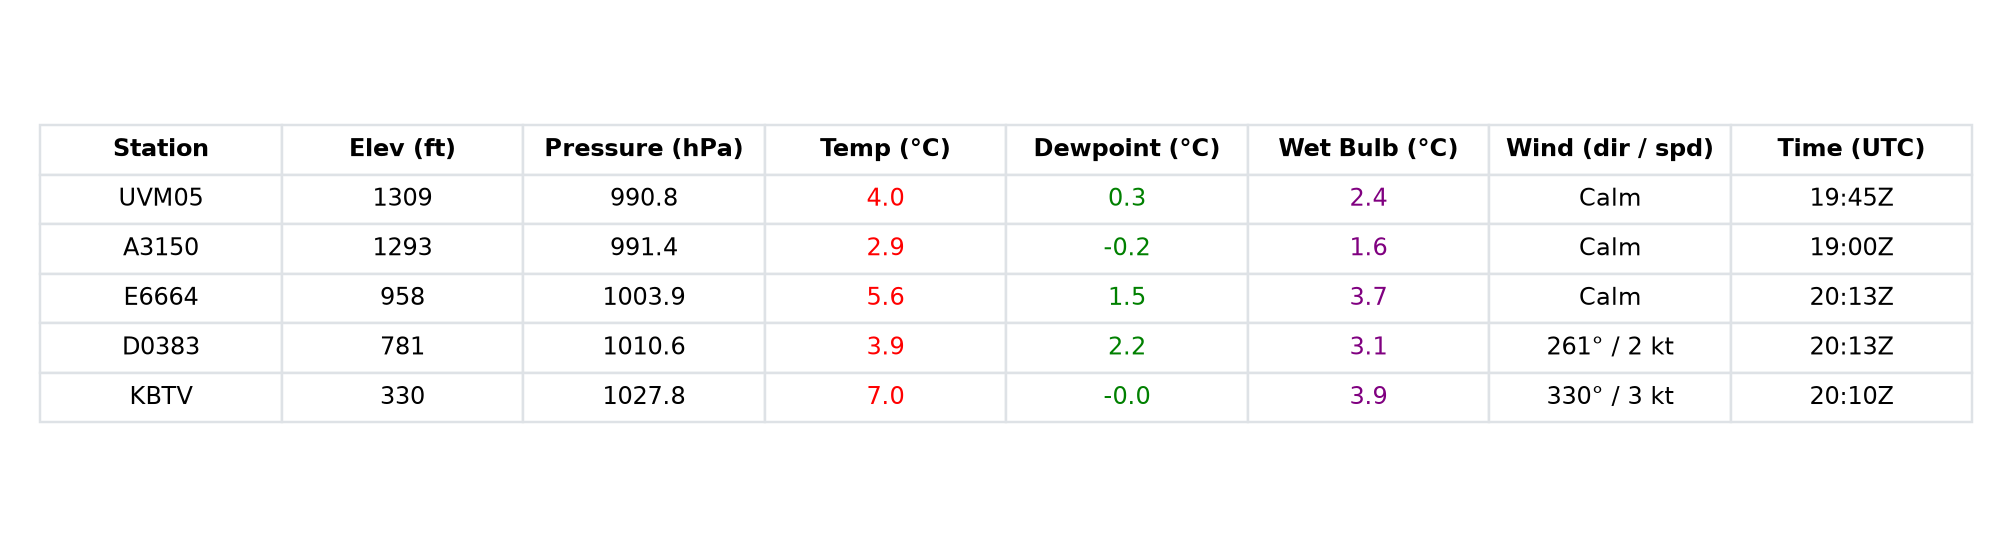 Station Elev (ft) Pressure (hPa) Temp (°C) Dewpoint (°C) Wet Bulb (°C) Wind (dir / spd) Time (UTC)
UVM05 1309 990.8 4.0 0.3 2.4 Calm 19:45Z
A3150 1293 991.4 2.9 -0.2 1.6 Calm 19:00Z
E6664 958 1003.9 5.6 1.5 3.7 Calm 20:13Z
D0383 781 1010.6 3.9 2.2 3.1 261° / 2 kt 20:13Z
KBTV 330 1027.8 7.0 -0.0 3.9 330° / 3 kt 20:10Z